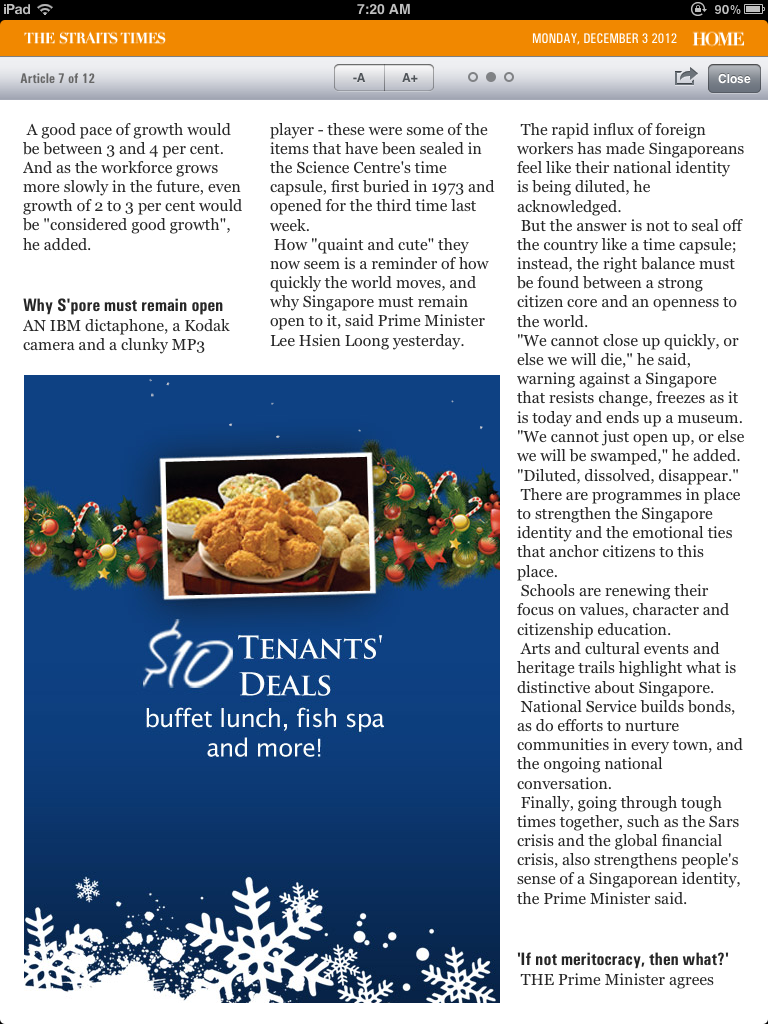 iPad
7:20 AM
90%
THE STRAITS TIMES
MONDAY, DECEMBER 3 2012
HOME
Article 7 of 12
-A
A+
Close
A good pace of growth would
be between 3 and 4 per cent.
And as the workforce grows
more slowly in the future, even
growth of 2 to 3 per cent would
be "considered good growth",
he added.
Why S'pore must remain open
AN IBM dictaphone, a Kodak
camera and a clunky MP3
player - these were some of the
items that have been sealed in
the Science Centre's time
capsule, first buried in 1973 and
opened for the third time last
week.
How "quaint and cute" they
now seem is a reminder of how
quickly the world moves, and
why Singapore must remain
open to it, said Prime Minister
Lee Hsien Loong yesterday.
The rapid influx of foreign
workers has made Singaporeans
feel like their national identity
is being diluted, he
acknowledged.
But the answer is not to seal off
the country like a time capsule;
instead, the right balance must
be found between a strong
citizen core and an openness to
the world.
"We cannot close up quickly, or
else we will die," he said,
warning against a Singapore
that resists change, freezes as it
is today and ends up a museum.
"We cannot just open up, or else
we will be swamped," he added.
"Diluted, dissolved, disappear."
There are programmes in place
to strengthen the Singapore
identity and the emotional ties
that anchor citizens to this
place.
Schools are renewing their
focus on values, character and
citizenship education.
Arts and cultural events and
heritage trails highlight what is
distinctive about Singapore.
National Service builds bonds,
as do efforts to nurture
communities in every town, and
the ongoing national
conversation.
Finally, going through tough
times together, such as the Sars
crisis and the global financial
crisis, also strengthens people's
sense of a Singaporean identity,
the Prime Minister said.
'If not meritocracy, then what?'
THE Prime Minister agrees
$10 TENANTS'
DEALS
buffet lunch, fish spa
and more!